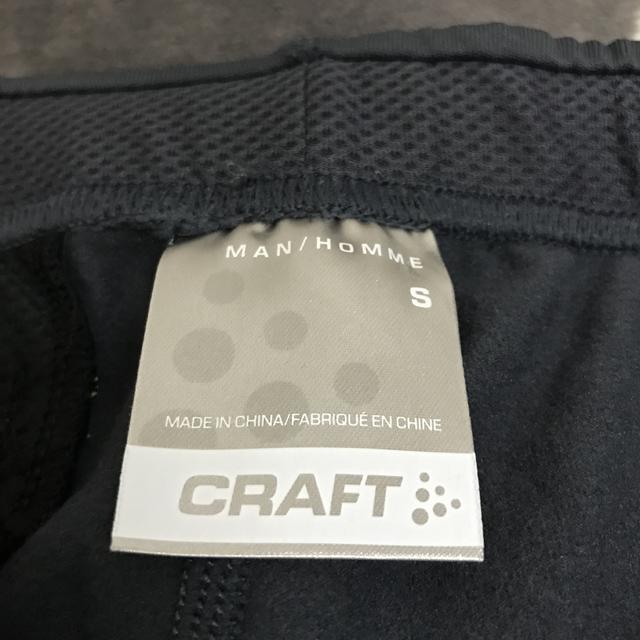 MAN/HOMME
S
MADE IN CHINA/FABRIQUÉ EN CHINE
CRAFT